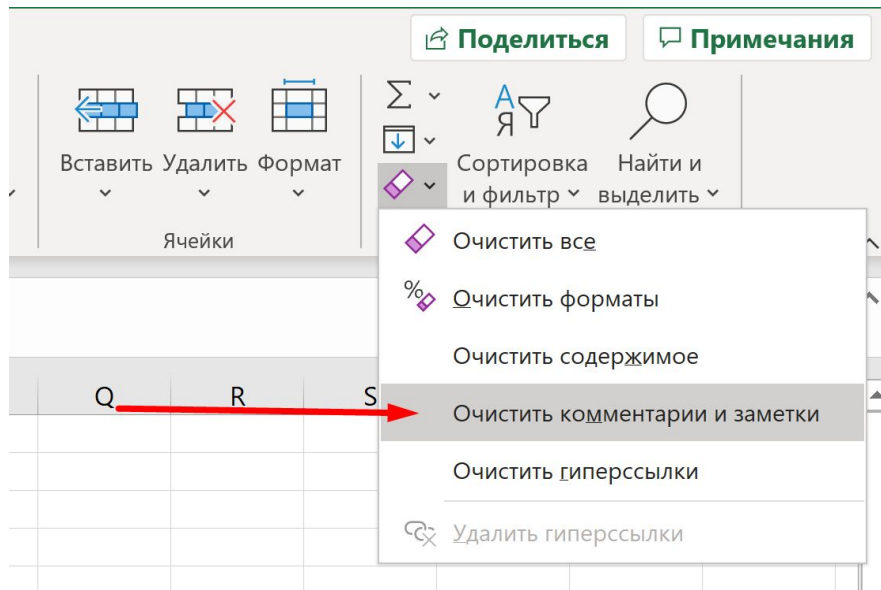 Поделиться
Примечания
Вставить Удалить Формат
Сортировка и фильтр
Найти и выделить
Ячейки
Очистить все
% Очистить форматы
Очистить содержимое
Очистить комментарии и заметки
Очистить гиперссылки
Удалить гиперссылки
Q R S